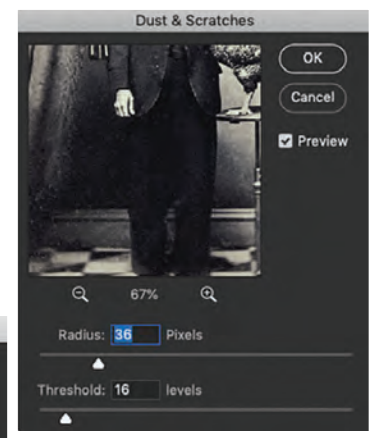 Dust & Scratches
OK
Cancel
Preview
67%
Radius: 36 Pixels
Threshold: 16 levels